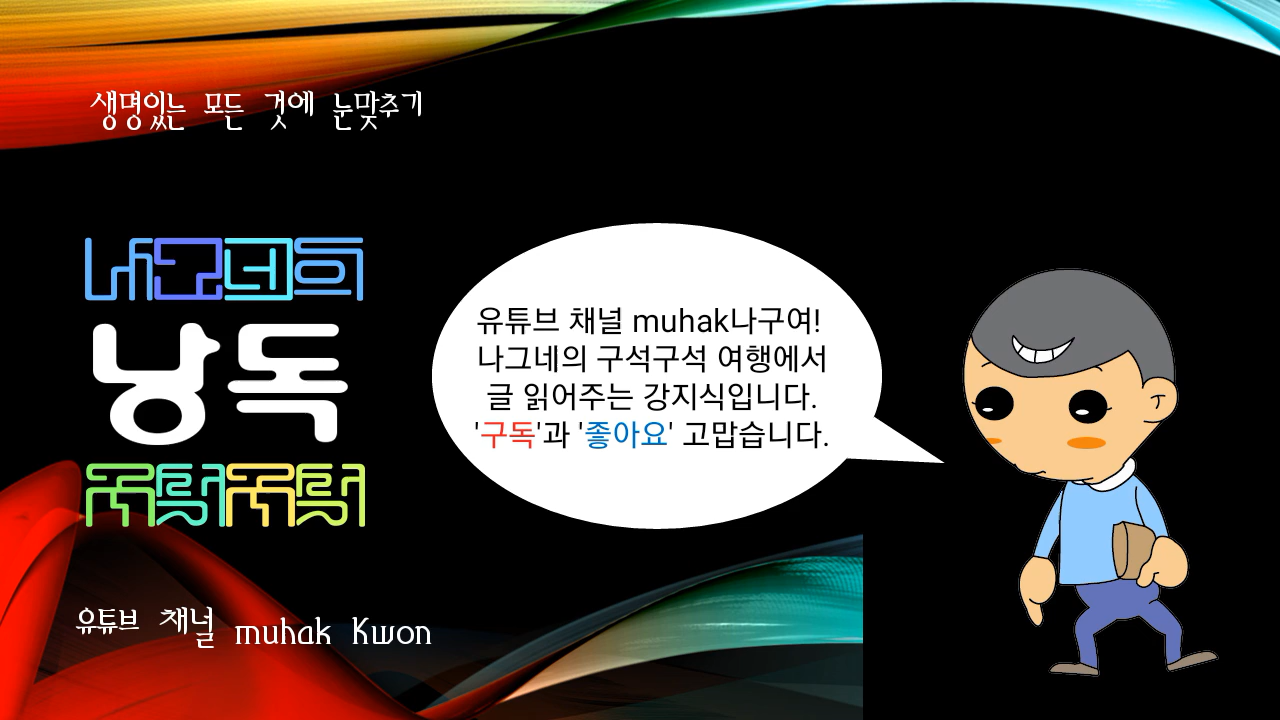 생명있는 모든 것에 눈맞추기
나그네의
낭독
구석구석
유튜브 채널 muhak나구여!
나그네의 구석구석 여행에서
글 읽어주는 강지식입니다.
'구독'과 '좋아요' 고맙습니다.
유튜브 채널 muhak Kwon